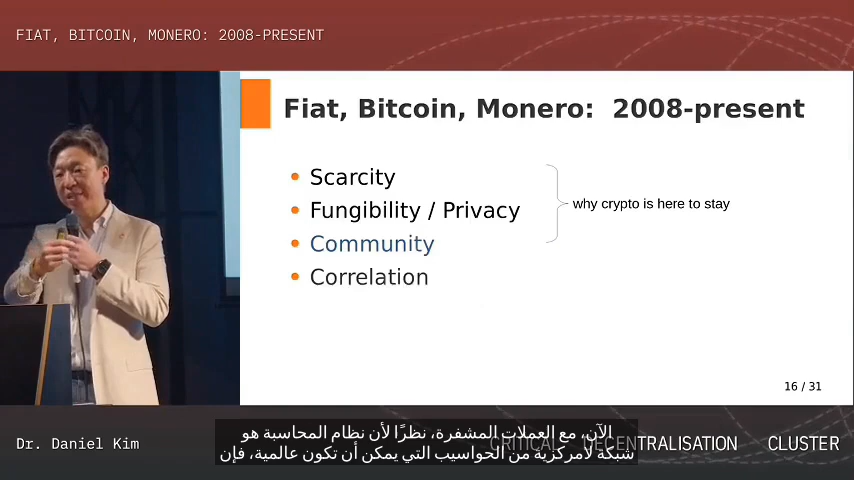 FIAT, BITCOIN, MONERO: 2008-PRESENT
Fiat, Bitcoin, Monero: 2008-present
Scarcity
Fungibility / Privacy
Community
Correlation
why crypto is here to stay
16 / 31
Dr. Daniel Kim
CRITICAL DECENTRALISATION CLUSTER
الآن، مع العملات المشفرة، نظرًا لأن نظام المحاسبة هو
شبكة لامركزية من الحواسيب التي يمكن أن تكون عالمية، فإن